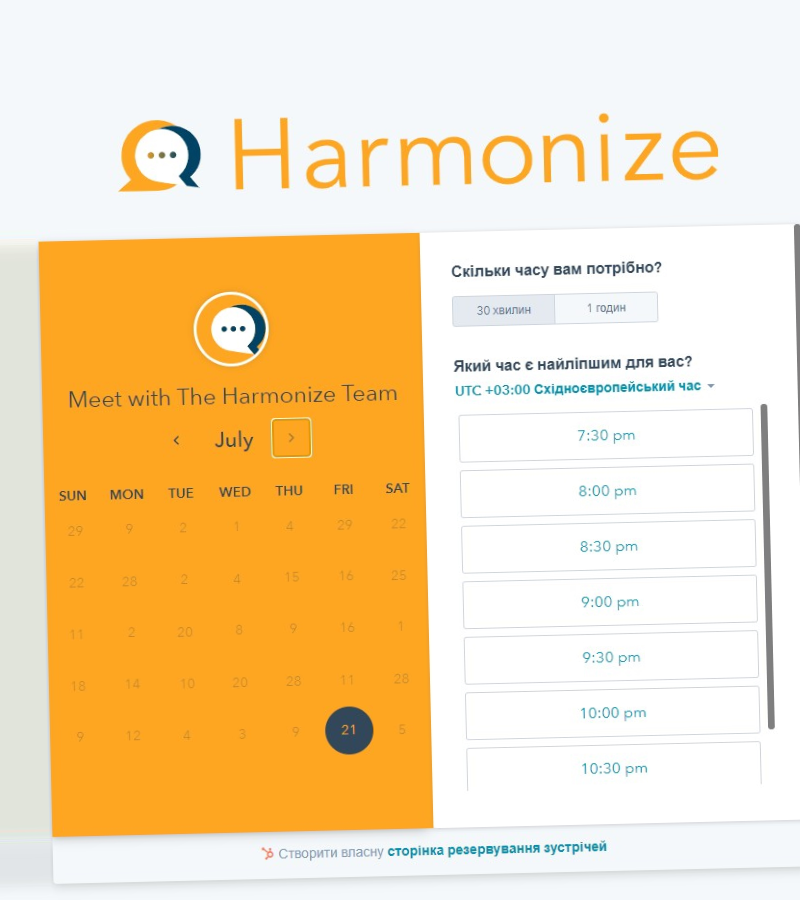 Harmonize
Meet with The Harmonize Team
July
SUN MON TUE WED THU FRI SAT
29 9 2 1 4 29 22
22 28 2 4 15 16 25
11 2 20 8 9 16 1
18 14 10 20 28 11 28
9 12 4 3 9 21 5
Скільки часу вам потрібно?
30 хвилин 1 годин
Який час є найліпшим для вас?
UTC +03:00 Східноєвропейський час
7:30 pm
8:00 pm
8:30 pm
9:00 pm
9:30 pm
10:00 pm
10:30 pm
Створити власну сторінка резервування зустрічей